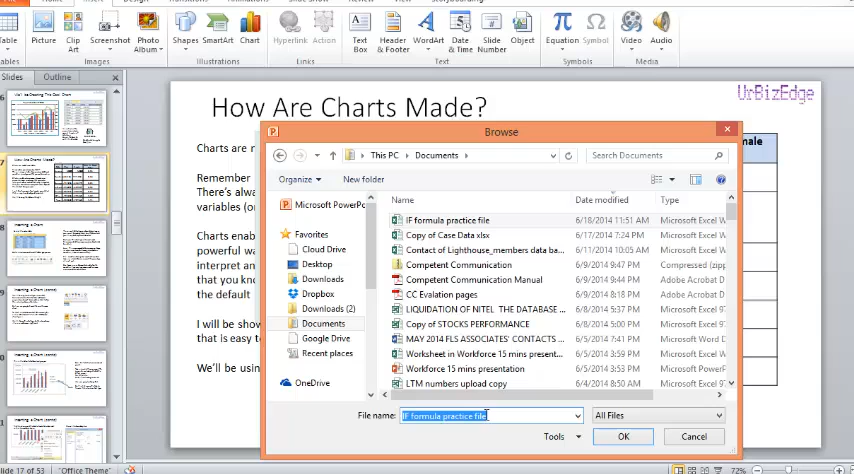 Picture
Clip
Art
Screenshot
Photo
Album
Shapes
SmartArt
Chart
Hyperlink
Action
Text
Box
Header
& Footer
WordArt
Date
& Time
Slide
Number
Object
Equation
Symbol
Video
Audio
Images
Illustrations
Links
Text
Symbols
Media
Slides
Outline
How Are Charts Made?
UrBizEdge
Charts are
Remember
There's alwa
variables (o
Charts enab
powerful wa
interpret an
that you kno
the default
I will be show
that is easy t
We'll be usin
male
Browse
This PC
Documents
Search Documents
Organize
New folder
Microsoft PowerPo
Favorites
Cloud Drive
Desktop
Downloads
Dropbox
Downloads (2)
Documents
Google Drive
Recent places
OneDrive
Name
Date modified
Type
IF formula practice file 6/18/2014 11:51 AM Microsoft Excel W
Copy of Case Data xlsx 6/17/2014 7:24 PM Microsoft Excel W
Contact of Lighthouse_members data ba... 6/17/2014 10:05 AM Microsoft Excel W
Competent Communication 6/9/2014 9:47 PM Compressed (zipp
Competent Communication Manual 6/9/2014 9:44 PM Adobe Acrobat D
CC Evalation pages 6/9/2014 8:18 PM Adobe Acrobat D
LIQUIDATION OF NITEL THE DATABASE ... 6/8/2014 6:08 PM Microsoft Excel 97
Copy of STOCKS PERFORMANCE 6/8/2014 5:00 PM Microsoft Excel 97
MAY 2014 FLS ASSOCIATES' CONTACTS ... 6/5/2014 7:41 PM Microsoft Word D
Worksheet in Workforce 15 mins present... 6/5/2014 3:59 PM Microsoft Excel W
Workforce 15 mins presentation 6/5/2014 3:53 PM Microsoft PowerP
LTM numbers upload copy 6/4/2014 8:50 AM Microsoft Excel 97
File name:
IF formula practice file
All Files
Tools
OK
Cancel
Slide 17 of 53
"Office Theme"
72%